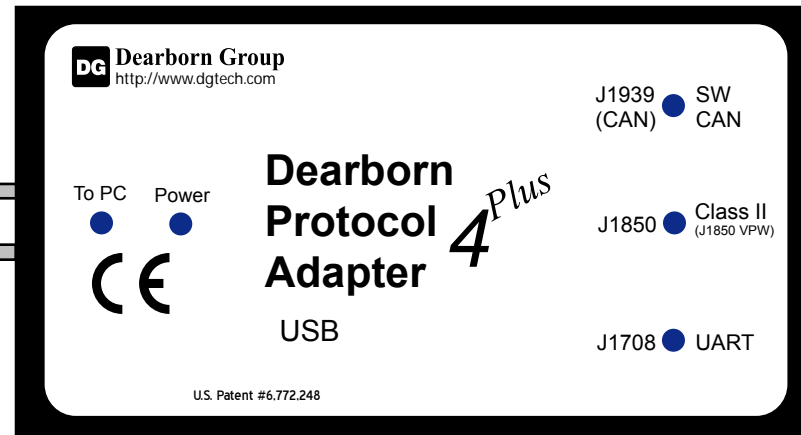 DG Dearborn Group
http://www.dgtech.com
J1939 (CAN) SW CAN
To PC Power
Dearborn
Protocol
Adapter
4 Plus
USB
J1850 Class II
(J1850 VPW)
J1708 UART
CE
U.S. Patent #6,772,248